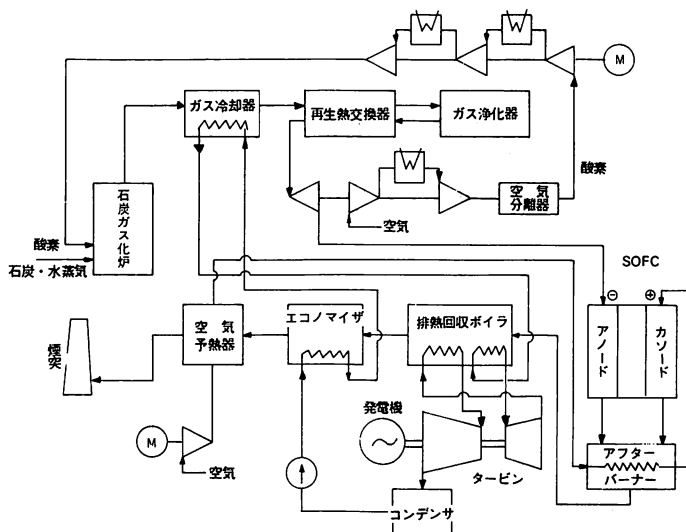 W
W
M
ガス冷却器
再生熱交換器
ガス浄化器
石炭ガス化炉
W
酸素
空気
分離器
空気
酸素
石炭・水蒸気
SOFC
⊖ ⊕
煙突
空気
予熱器
エコノマイザ
排熱回収ボイラ
アノード
カソード
発電機
M
空気
タービン
アフター
バーナー
コンデンサ